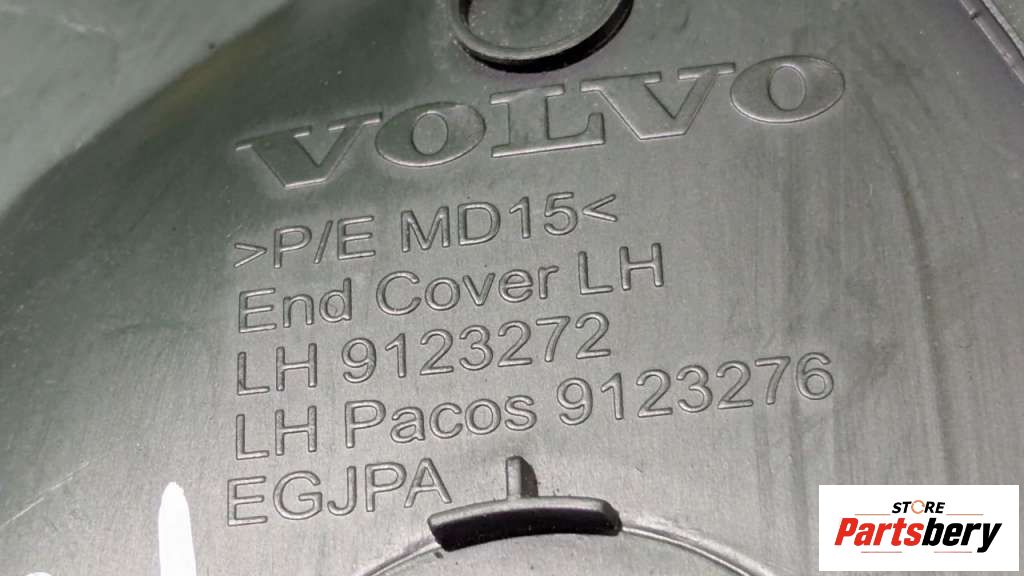 VOLVO
>P/E MD15<
End Cover LH
LH 9123272
LH Pacos 9123276
EGJPA
STORE
Partsbery